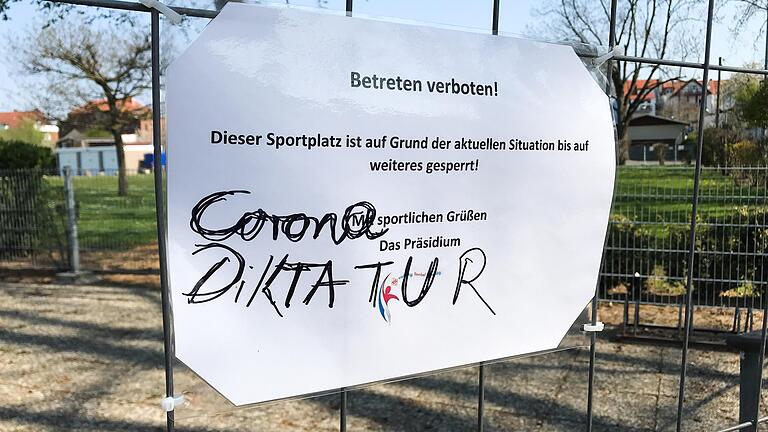 Betreten verboten!
Dieser Sportplatz ist auf Grund der aktuellen Situation bis auf
weiteres gesperrt!
Mit sportlichen Grüßen
Das Präsidium
Corona
DiKTATUR